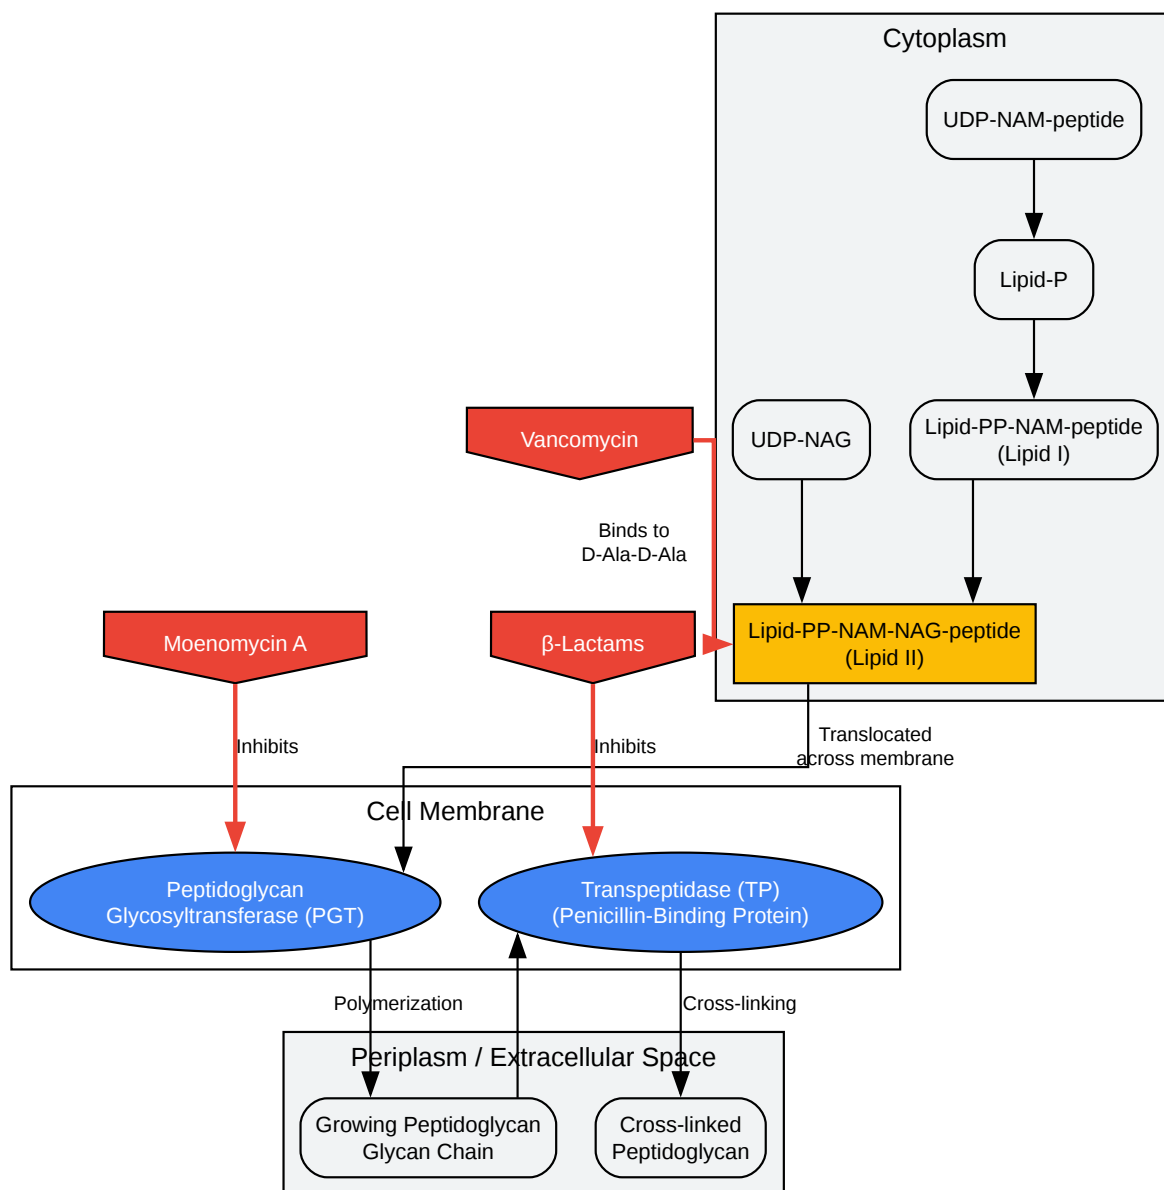 Cytoplasm
UDP-NAM-peptide
Lipid-P
Vancomycin
UDP-NAG
Lipid-PP-NAM-peptide
(Lipid I)
Binds to
D-Ala-D-Ala
Moenomycin A
β-Lactams
Lipid-PP-NAM-NAG-peptide
(Lipid II)
Inhibits
Inhibits
Translocated
across membrane
Cell Membrane
Peptidoglycan
Glycosyltransferase (PGT)
Transpeptidase (TP)
(Penicillin-Binding Protein)
Polymerization
Cross-linking
Periplasm / Extracellular Space
Growing Peptidoglycan
Glycan Chain
Cross-linked
Peptidoglycan